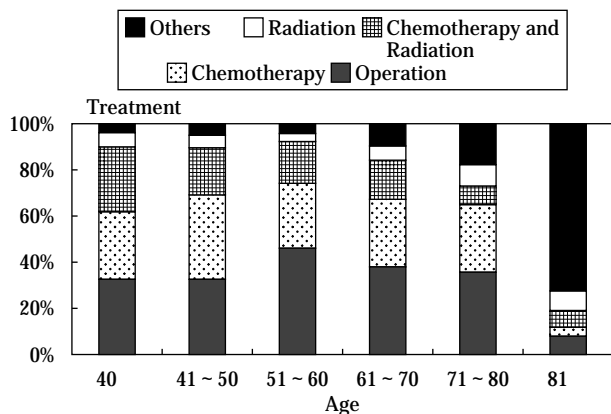 Others Radiation Chemotherapy and
Radiation
Chemotherapy Operation
Treatment
100%
80%
60%
40%
20%
0%
40 41 ~ 50 51 ~ 60 61 ~ 70 71 ~ 80 81
Age